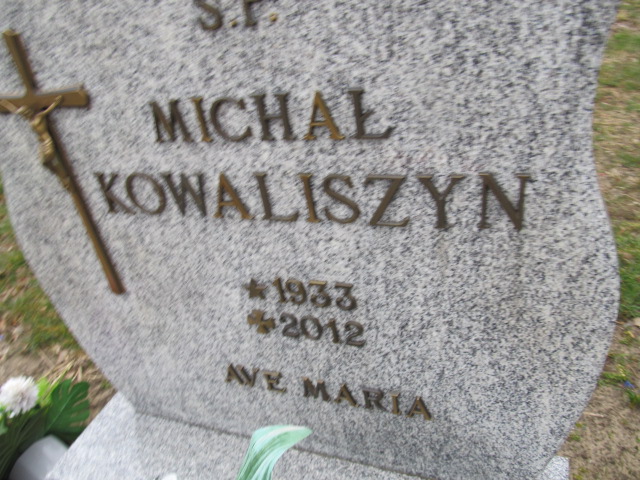 Ś.P.
MICHAŁ
KOWALISZYN
★ 1933
✤ 2012
AVE MARIA